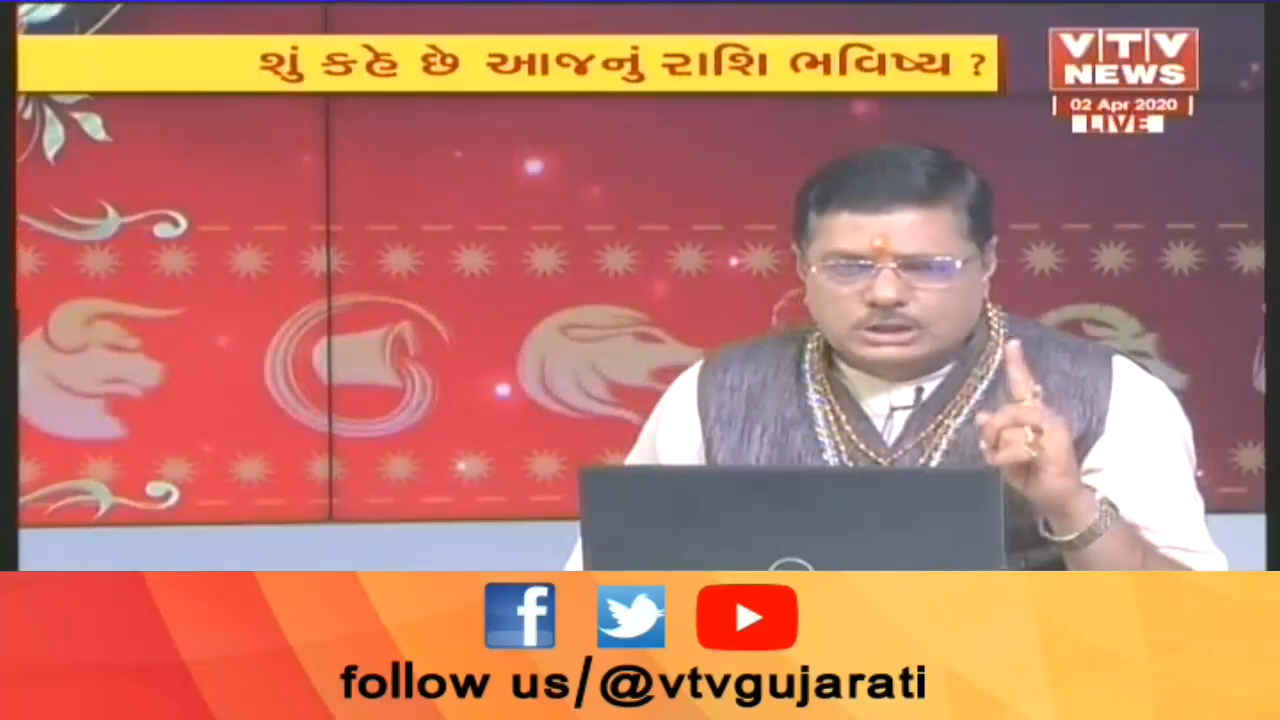 શું કહે છે આજનું રાશિ ભવિષ્ય ?
VTV
NEWS
02 Apr 2020
LIVE
follow us/@vtvgujarati